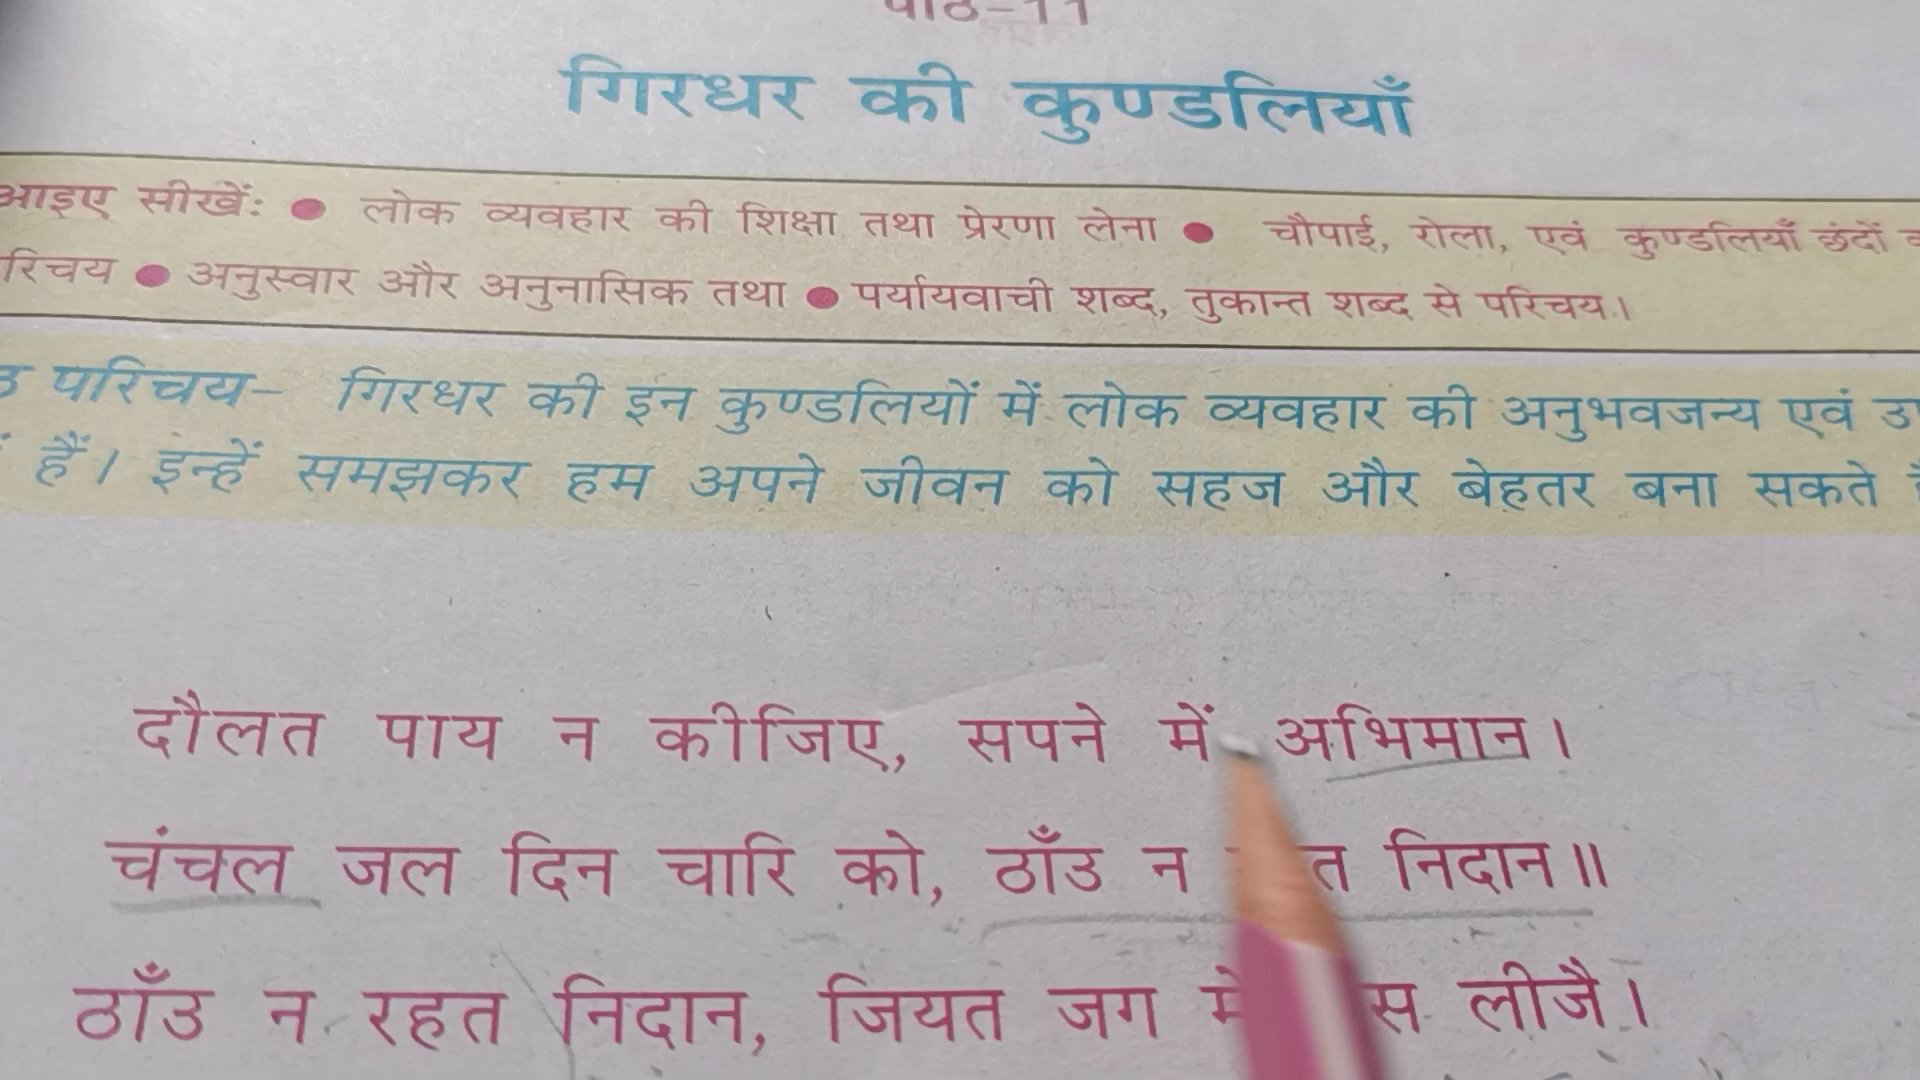 पाठ-11
गिरधर की कुण्डलियाँ
आइए सीखें: ● लोक व्यवहार की शिक्षा तथा प्रेरणा लेना ● चौपाई, रोला, एवं कुण्डलियाँ छंदों
रिचय ● अनुस्वार और अनुनासिक तथा ● पर्यायवाची शब्द, तुकान्त शब्द से परिचय।
परिचय- गिरधर की इन कुण्डलियों में लोक व्यवहार की अनुभवजन्य एवं
हैं। इन्हें समझकर हम अपने जीवन को सहज और बेहतर बना सकते
दौलत पाय न कीजिए, सपने में अभिमान।
चंचल जल दिन चारि को, ठाँउ न निदान॥
ठाँउ न रहत निदान, जियत जग लीजै।